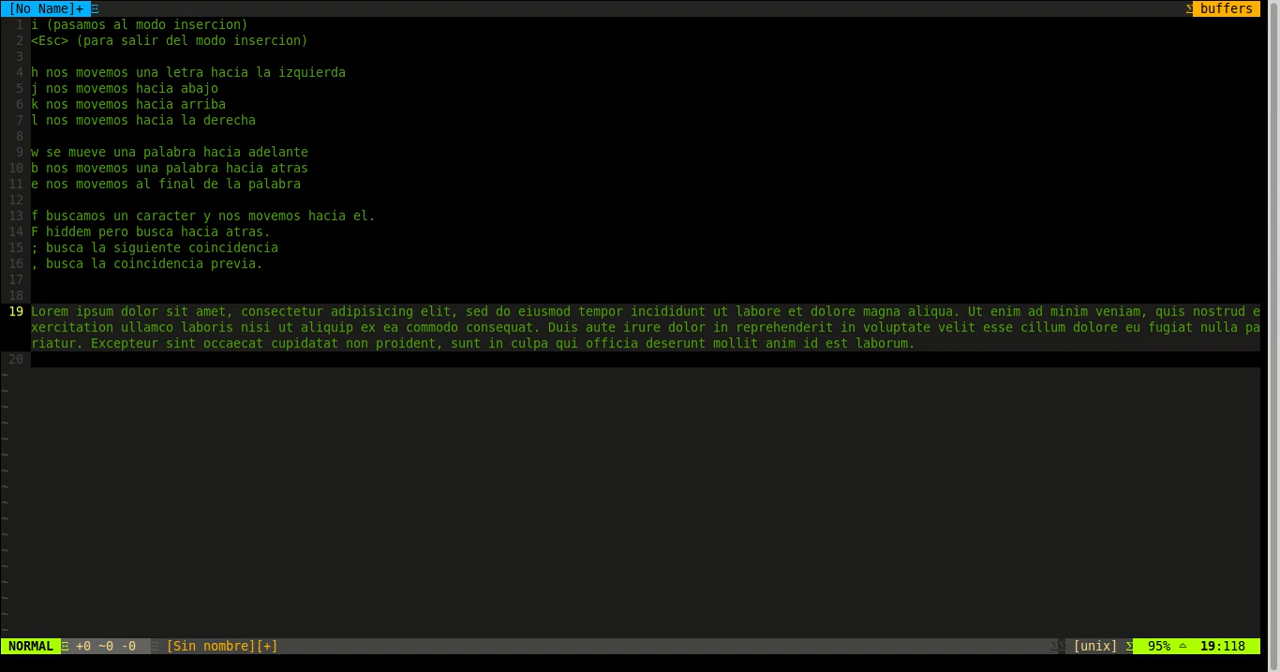 [No Name]+ buffers
1 i (pasamos al modo insercion)
2 <Esc> (para salir del modo insercion)
3
4 h nos movemos una letra hacia la izquierda
5 j nos movemos hacia abajo
6 k nos movemos hacia arriba
7 l nos movemos hacia la derecha
8
9 w se mueve una palabra hacia adelante
10 b nos movemos una palabra hacia atras
11 e nos movemos al final de la palabra
12
13 f buscamos un caracter y nos movemos hacia el.
14 F hiddem pero busca hacia atras.
15 ; busca la siguiente coincidencia
16 , busca la coincidencia previa.
17
18
19 Lorem ipsum dolor sit amet, consectetur adipisicing elit, sed do eiusmod tempor incididunt ut labore et dolore magna aliqua. Ut enim ad minim veniam, quis nostrud e
xercitation ullamco laboris nisi ut aliquip ex ea commodo consequat. Duis aute irure dolor in reprehenderit in voluptate velit esse cillum dolore eu fugiat nulla pa
riatur. Excepteur sint occaecat cupidatat non proident, sunt in culpa qui officia deserunt mollit anim id est laborum.
20
NORMAL +0 ~0 -0 [Sin nombre][+] [unix] 95% 19:118